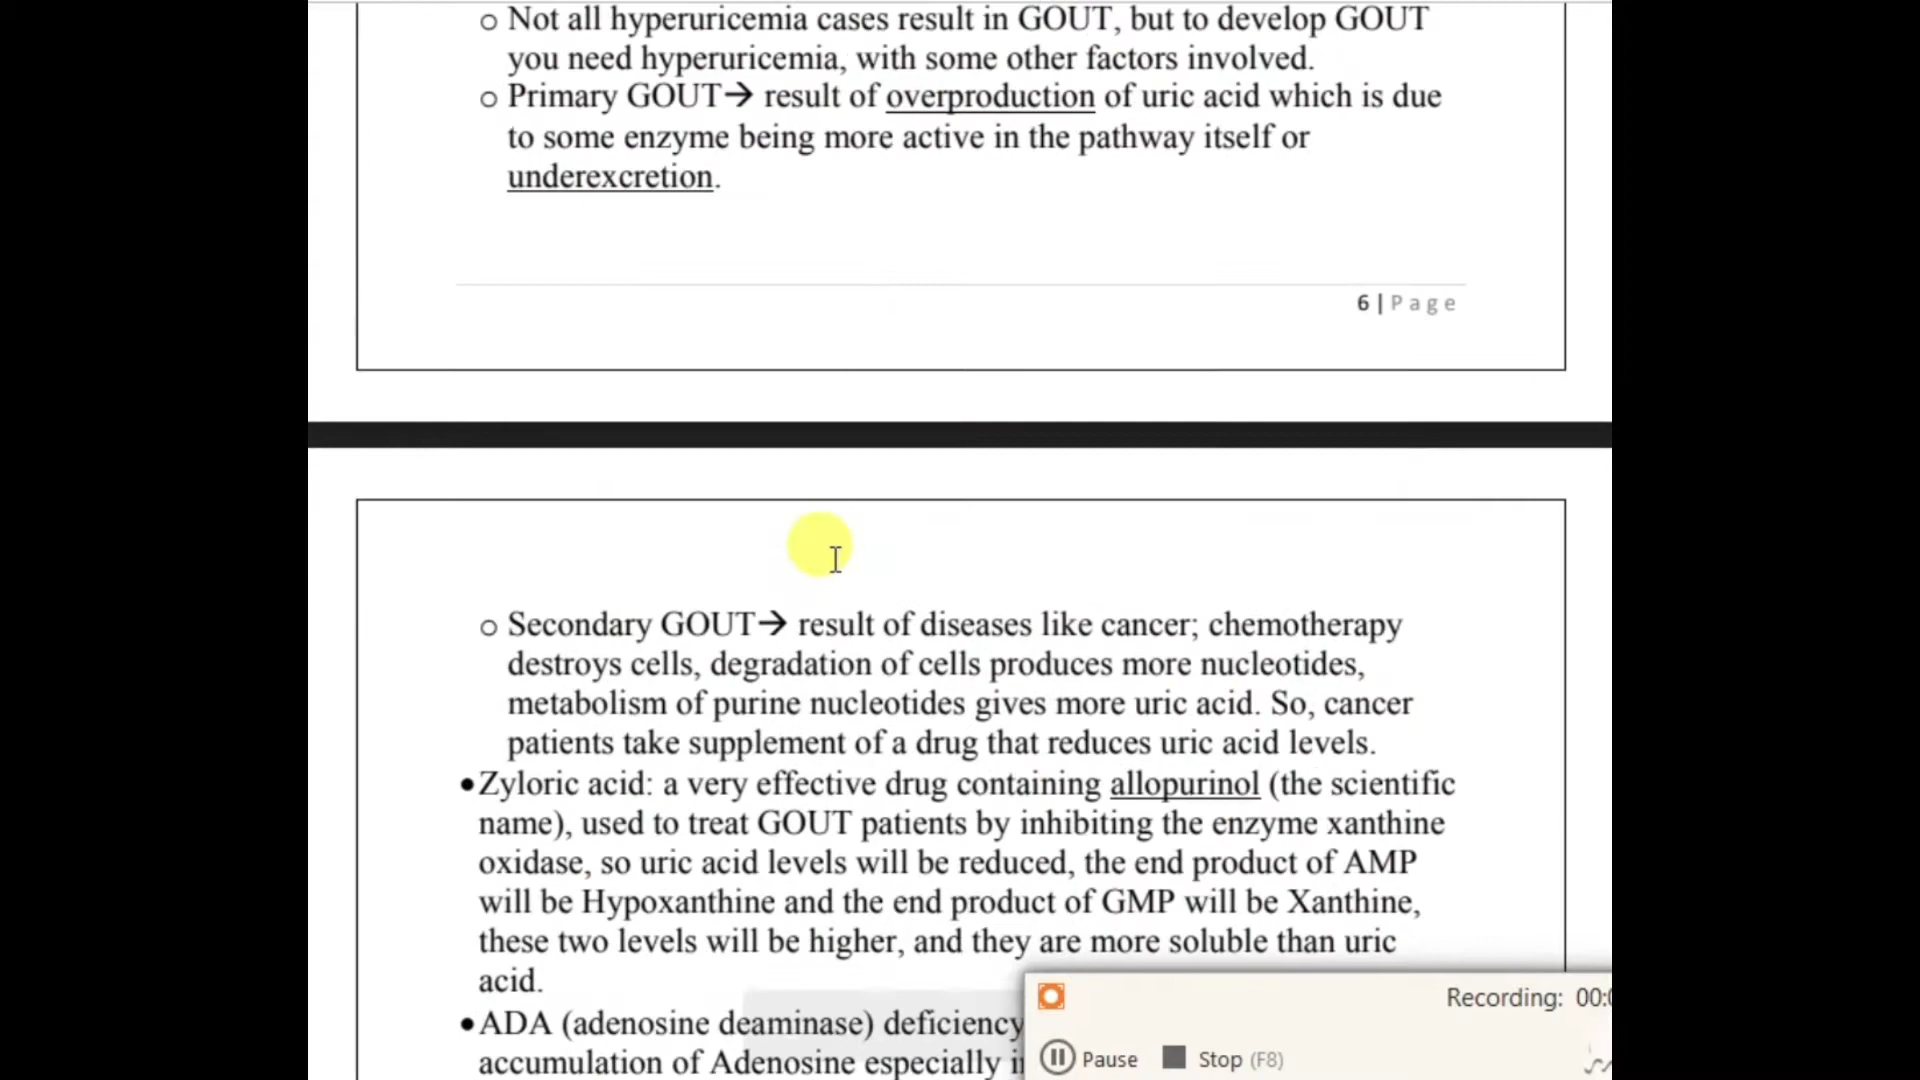 o Not all hyperuricemia cases result in GOUT, but to develop GOUT
you need hyperuricemia, with some other factors involved.
o Primary GOUT→ result of overproduction of uric acid which is due
to some enzyme being more active in the pathway itself or
underexcretion.
6 | Page
o Secondary GOUT→ result of diseases like cancer; chemotherapy
destroys cells, degradation of cells produces more nucleotides,
metabolism of purine nucleotides gives more uric acid. So, cancer
patients take supplement of a drug that reduces uric acid levels.
•Zyloric acid: a very effective drug containing allopurinol (the scientific
name), used to treat GOUT patients by inhibiting the enzyme xanthine
oxidase, so uric acid levels will be reduced, the end product of AMP
will be Hypoxanthine and the end product of GMP will be Xanthine,
these two levels will be higher, and they are more soluble than uric
acid.
•ADA (adenosine deaminase) deficiency
accumulation of Adenosine especially
Recording: 00:
Pause Stop (F8)